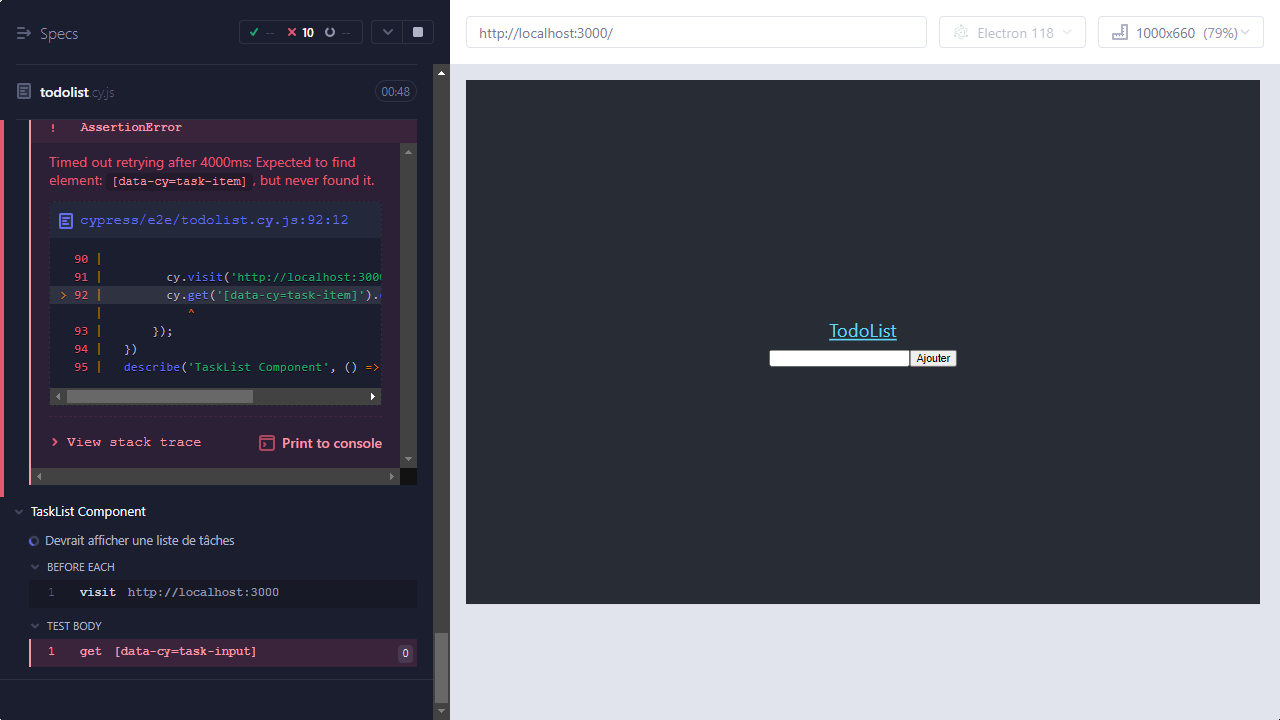 Specs
-- 10 --
todolist.cy.js 00:48
! AssertionError
Timed out retrying after 4000ms: Expected to find
element: [data-cy=task-item] , but never found it.
cypress/e2e/todolist.cy.js:92:12
90 |
91 | cy.visit('http://localhost:300
> 92 | cy.get('[data-cy=task-item]').
| ^
93 | });
94 | })
95 | describe('TaskList Component', () =>
View stack trace
Print to console
TaskList Component
Devrait afficher une liste de tâches
BEFORE EACH
1 visit http://localhost:3000
TEST BODY
1 get [data-cy=task-input] 0
http://localhost:3000/
Electron 118
1000x660 (79%)
TodoList
Ajouter